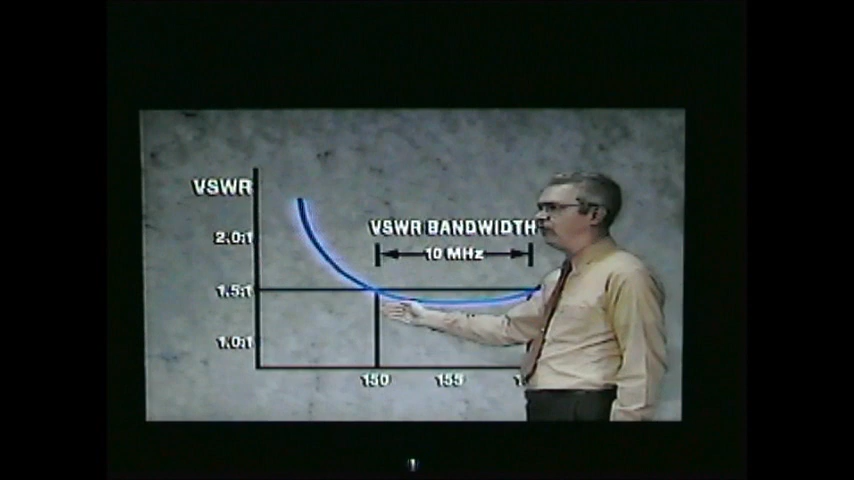 VSWR
VSWR BANDWIDTH
2.0:1
10 MHz
1.5:1
1.0:1
150 155